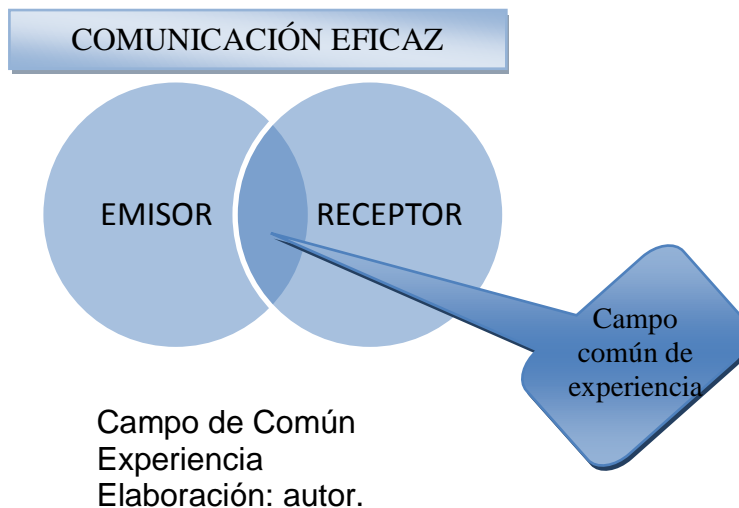 COMUNICACIÓN EFICAZ
EMISOR
RECEPTOR
Campo
común de
experiencia
Campo de Común
Experiencia
Elaboración: autor.